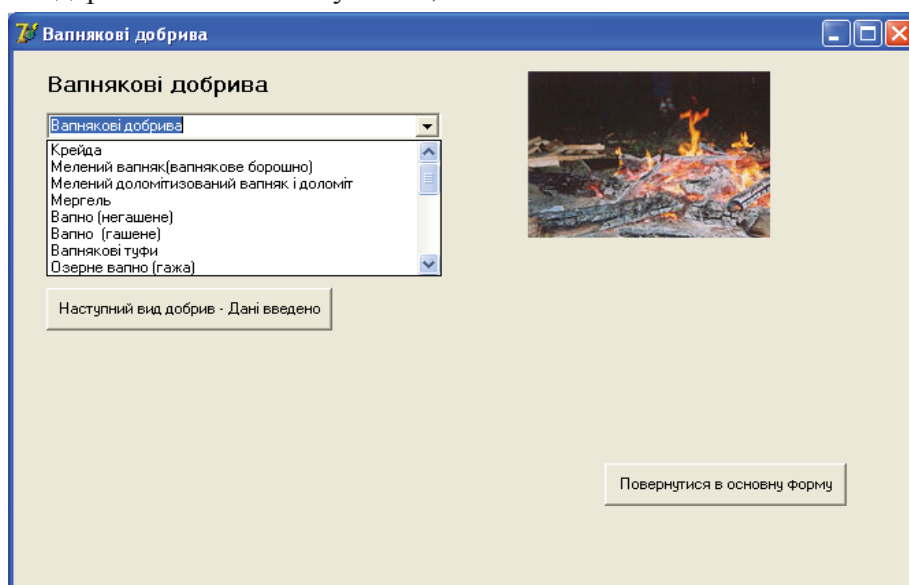 Вапнякові добрива
Вапнякові добрива
Вапнякові добрива
Крейда
Мелений вапняк(вапнякове борошно)
Мелений доломітизований вапняк і доломіт
Мергель
Вапно (негашене)
Вапно (гашене)
Вапнякові туфи
Озерне вапно (гажа)
Наступний вид добрив - Дані введено
Повернутися в основну форму